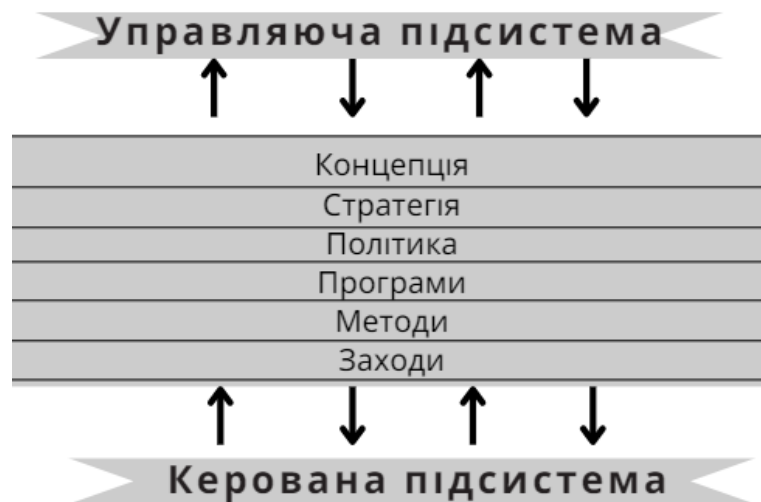 Управляюча підсистема
Концепція
Стратегія
Політика
Програми
Методи
Заходи
Керована підсистема